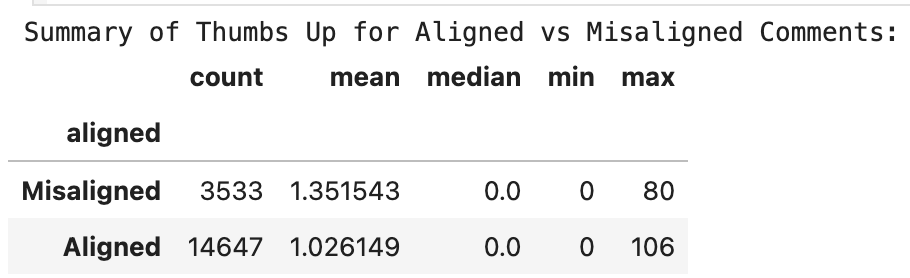 Summary of Thumbs Up for Aligned vs Misaligned Comments:
count mean median min max
aligned
Misaligned 3533 1.351543 0.0 0 80
Aligned 14647 1.026149 0.0 0 106